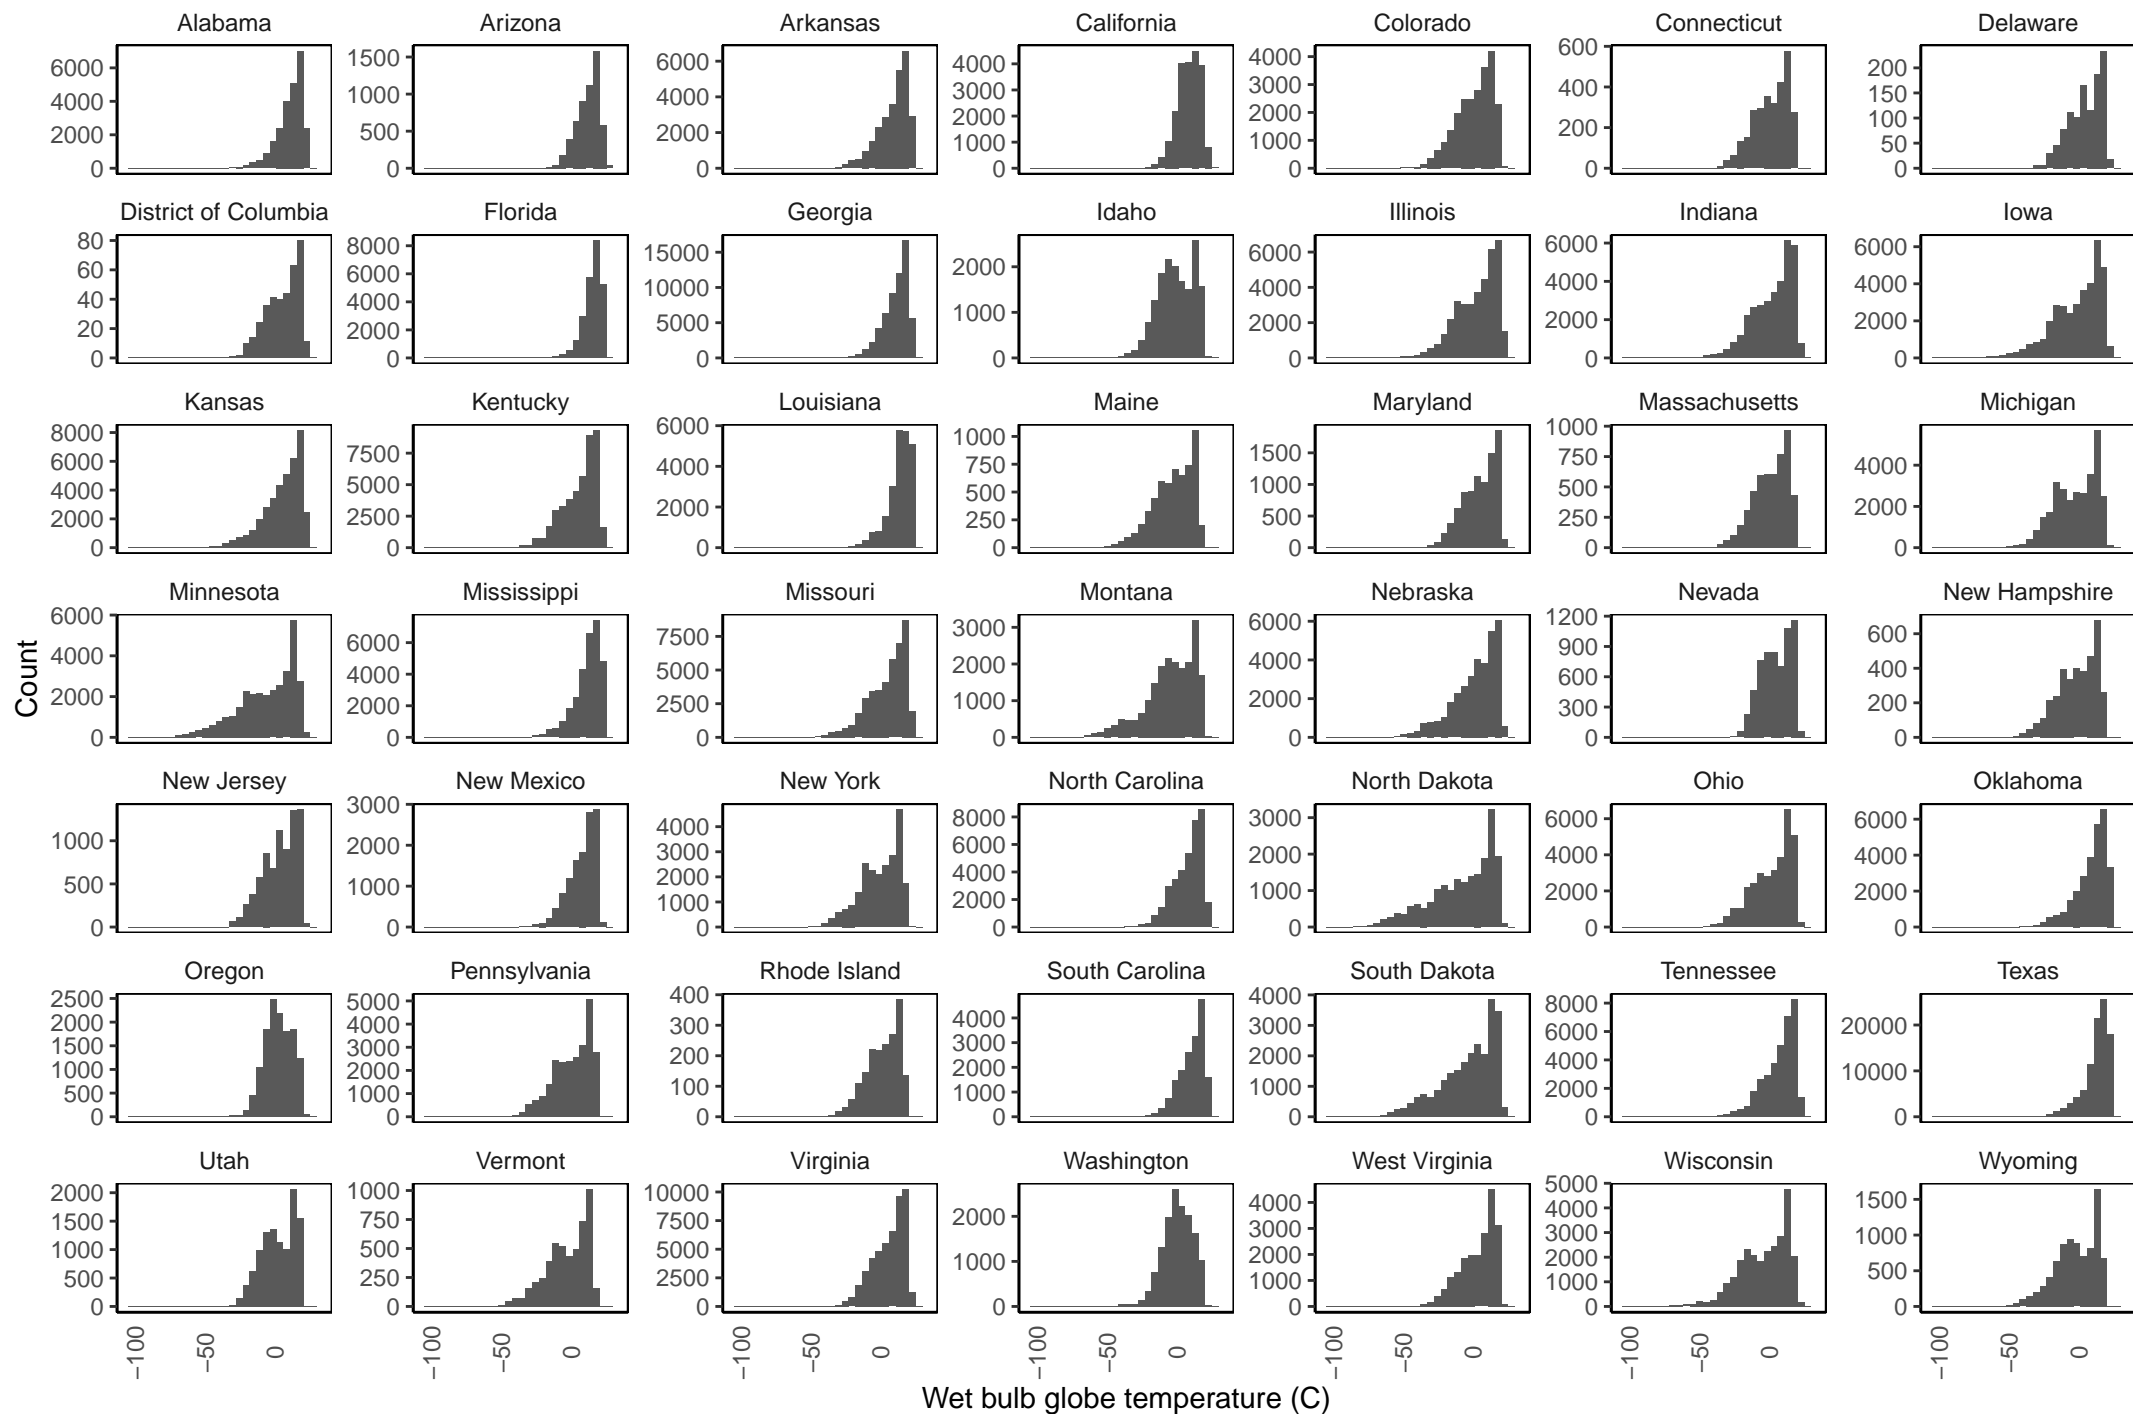 Alabama Arizona Arkansas California Colorado Connecticut Delaware
6000 4000 2000 0
1500 1000 500 0
6000 4000 2000 0
4000 3000 2000 1000 0
4000 3000 2000 1000 0
600 400 200 0
200 150 100 50 0
District of Columbia Florida Georgia Idaho Illinois Indiana Iowa
80 60 40 20 0
8000 6000 4000 2000 0
15000 10000 5000 0
2000 1000 0
6000 4000 2000 0
6000 4000 2000 0
6000 4000 2000 0
Kansas Kentucky Louisiana Maine Maryland Massachusetts Michigan
8000 6000 4000 2000 0
7500 5000 2500 0
6000 4000 2000 0
1000 750 500 250 0
1500 1000 500 0
1000 750 500 250 0
4000 2000 0
Minnesota Mississippi Missouri Montana Nebraska Nevada New Hampshire
6000 4000 2000 0
6000 4000 2000 0
7500 5000 2500 0
3000 2000 1000 0
6000 4000 2000 0
1200 900 600 300 0
600 400 200 0
Count
New Jersey New Mexico New York North Carolina North Dakota Ohio Oklahoma
1000 500 0
3000 2000 1000 0
4000 3000 2000 1000 0
8000 6000 4000 2000 0
3000 2000 1000 0
6000 4000 2000 0
6000 4000 2000 0
Oregon Pennsylvania Rhode Island South Carolina South Dakota Tennessee Texas
2500 2000 1500 1000 500 0
5000 4000 3000 2000 1000 0
400 300 200 100 0
4000 3000 2000 1000 0
4000 3000 2000 1000 0
8000 6000 4000 2000 0
20000 10000 0
Utah Vermont Virginia Washington West Virginia Wisconsin Wyoming
2000 1500 1000 500 0
1000 750 500 250 0
10000 7500 5000 2500 0
2000 1000 0
4000 3000 2000 1000 0
5000 4000 3000 2000 1000 0
1500 1000 500 0
−100 −50 0 −100 −50 0 −100 −50 0 −100 −50 0 −100 −50 0 −100 −50 0 −100 −50 0
Wet bulb globe temperature (C)